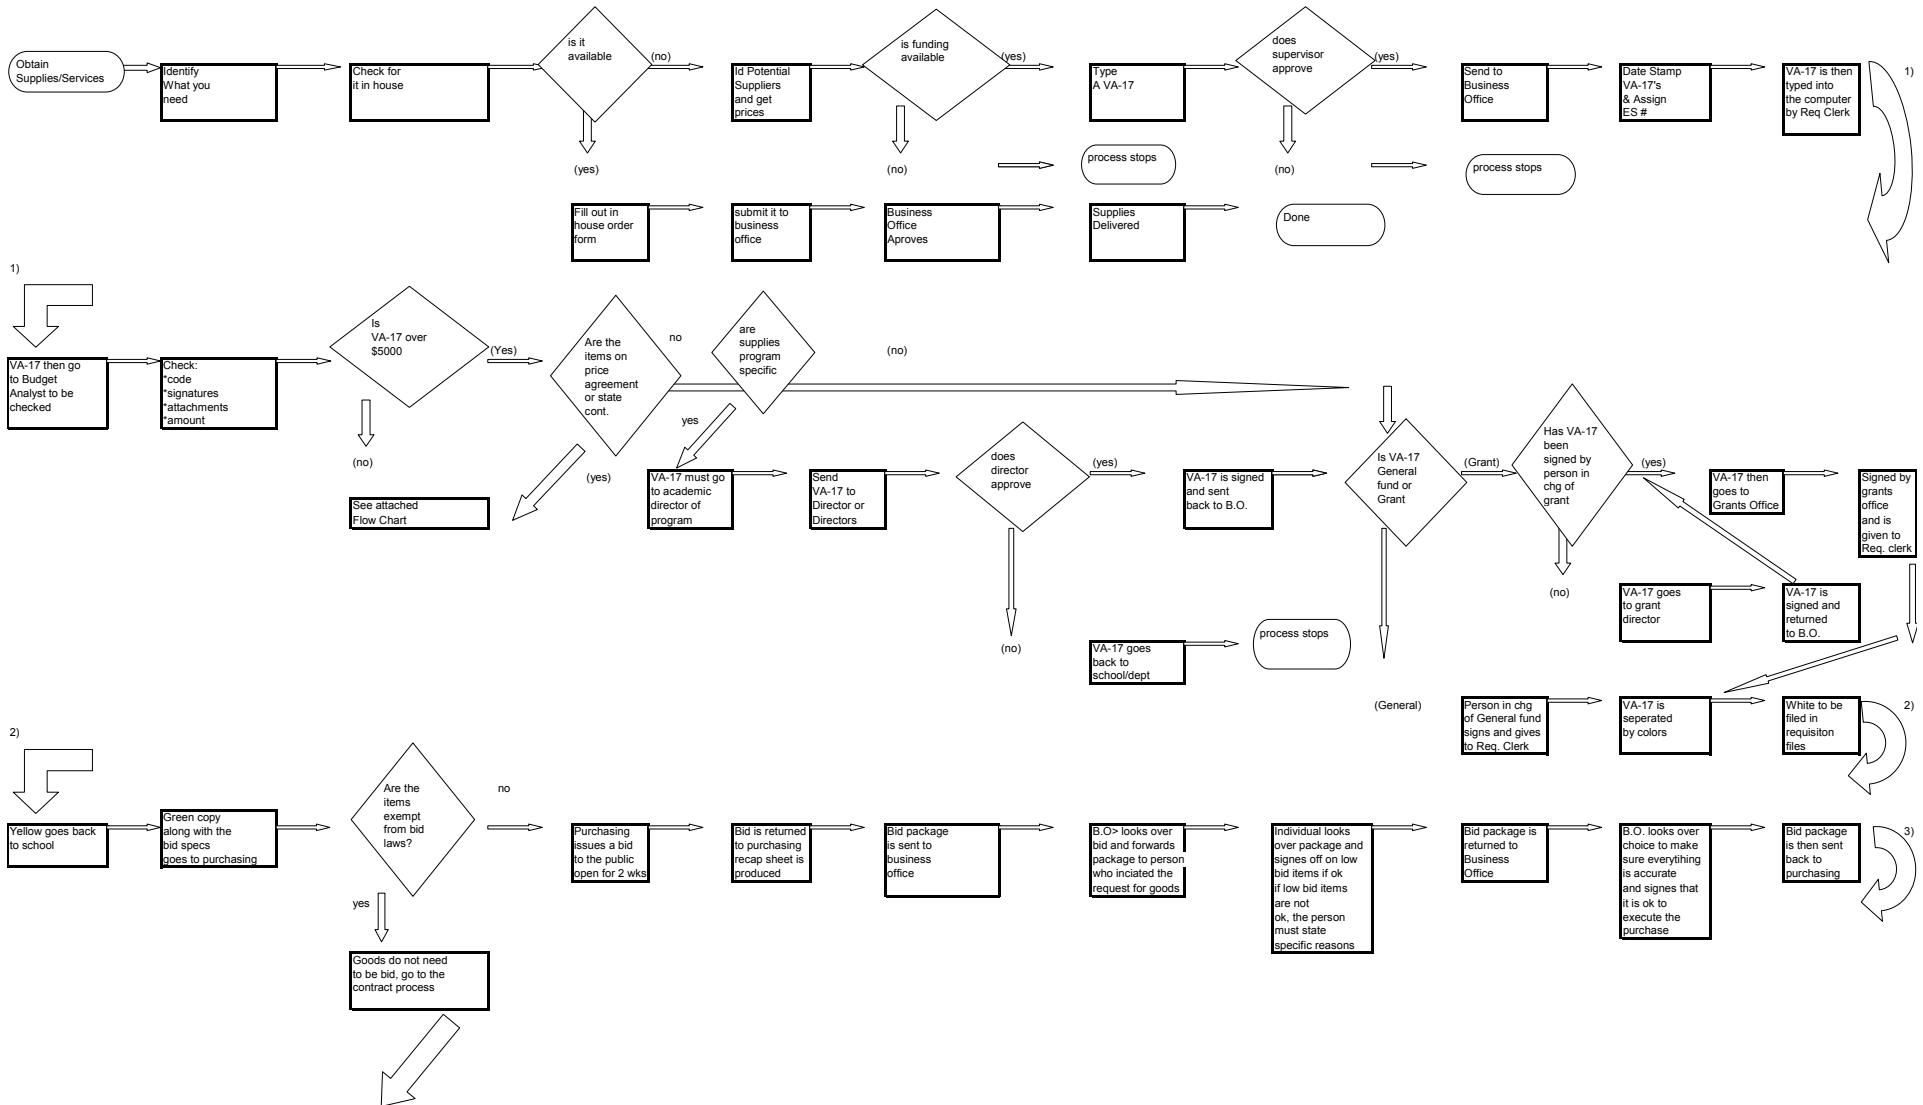 Obtain
Supplies/Services
Identify
What you
need
Check for
it in house
is it
available
(no)
Id Potential
Suppliers
and get
prices
is funding
available
(yes)
Type
A VA-17
does
supervisor
approve
(yes)
Send to
Business
Office
Date Stamp
VA-17's
& Assign
ES #
VA-17 is then
typed into
the computer
by Req Clerk
1)
(yes)
(no)
process stops
(no)
process stops
Fill out in
house order
form
submit it to
business
office
Business
Office
Aproves
Supplies
Delivered
Done
1)
VA-17 then go
to Budget
Analyst to be
checked
Check:
*code
*signatures
*attachments
*amount
Is
VA-17 over
$5000
(Yes)
(no)
See attached
Flow Chart
Are the
items on
price
agreement
or state
cont.
no
(yes)
are
supplies
program
specific
(no)
yes
VA-17 must go
to academic
director of
program
Send
VA-17 to
Director or
Directors
does
director
approve
(yes)
VA-17 is signed
and sent
back to B.O.
Is VA-17
General
fund or
Grant
(Grant)
Has VA-17
been
signed by
person in
chg of
grant
(yes)
VA-17 then
goes to
Grants Office
Signed by
grants
office
and is
given to
Req. clerk
(no)
VA-17 goes
to grant
director
VA-17 is
signed and
returned
to B.O.
(no)
VA-17 goes
back to
school/dept
process stops
(General)
Person in chg
of General fund
signs and gives
to Req. Clerk
VA-17 is
seperated
by colors
White to be
filed in
requisiton
files
2)
2)
Yellow goes back
to school
Green copy
along with the
bid specs
goes to purchasing
Are the
items
exempt
from bid
laws?
no
yes
Goods do not need
to be bid, go to the
contract process
Purchasing
issues a bid
to the public
open for 2 wks
Bid is returned
to purchasing
recap sheet is
produced
Bid package
is sent to
business
office
B.O> looks over
bid and forwards
package to person
who inciated the
request for goods
Individual looks
over package and
signes off on low
bid items if ok
if low bid items
are not
ok, the person
must state
specific reasons
Bid package is
returned to
Business
Office
B.O. looks over
choice to make
sure everytihing
is accurate
and signes that
it is ok to
execute the
purchase
Bid package
is then sent
back to
purchasing
3)